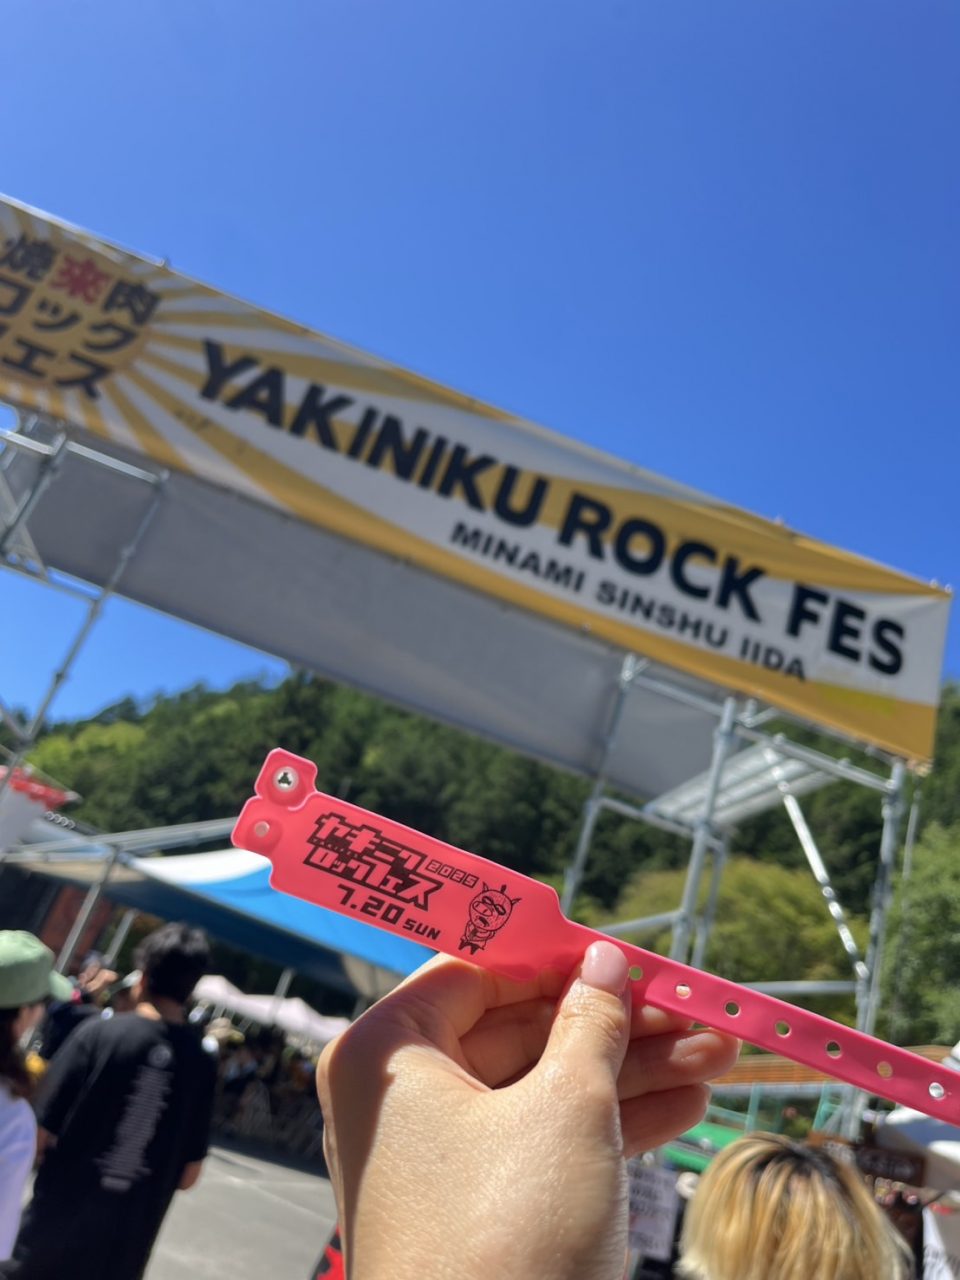 焼來肉
ロック
フェス
YAKINIKU ROCK FES
MINAMI SINSHU IIDA
ヤキニク
ロックフェス
2025
7.20 SUN